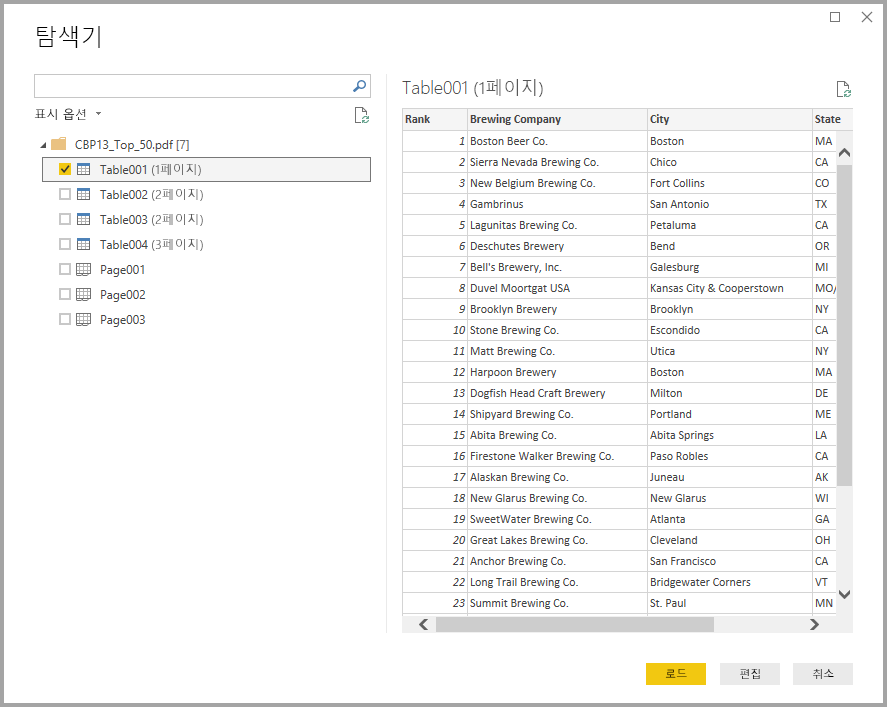 탐색기
표시 옵션
CBP13_Top_50.pdf [7]
Table001 (1페이지)
Table002 (2페이지)
Table003 (2페이지)
Table004 (3페이지)
Page001
Page002
Page003
Table001 (1페이지)
Rank Brewing Company City State
1 Boston Beer Co. Boston MA
2 Sierra Nevada Brewing Co. Chico CA
3 New Belgium Brewing Co. Fort Collins CO
4 Gambrinus San Antonio TX
5 Lagunitas Brewing Co. Petaluma CA
6 Deschutes Brewery Bend OR
7 Bell's Brewery, Inc. Galesburg MI
8 Duvel Moortgat USA Kansas City & Cooperstown MO/
9 Brooklyn Brewery Brooklyn NY
10 Stone Brewing Co. Escondido CA
11 Matt Brewing Co. Utica NY
12 Harpoon Brewery Boston MA
13 Dogfish Head Craft Brewery Milton DE
14 Shipyard Brewing Co. Portland ME
15 Abita Brewing Co. Abita Springs LA
16 Firestone Walker Brewing Co. Paso Robles CA
17 Alaskan Brewing Co. Juneau AK
18 New Glarus Brewing Co. New Glarus WI
19 SweetWater Brewing Co. Atlanta GA
20 Great Lakes Brewing Co. Cleveland OH
21 Anchor Brewing Co. San Francisco CA
22 Long Trail Brewing Co. Bridgewater Corners VT
23 Summit Brewing Co. St. Paul MN
로드 편집 취소